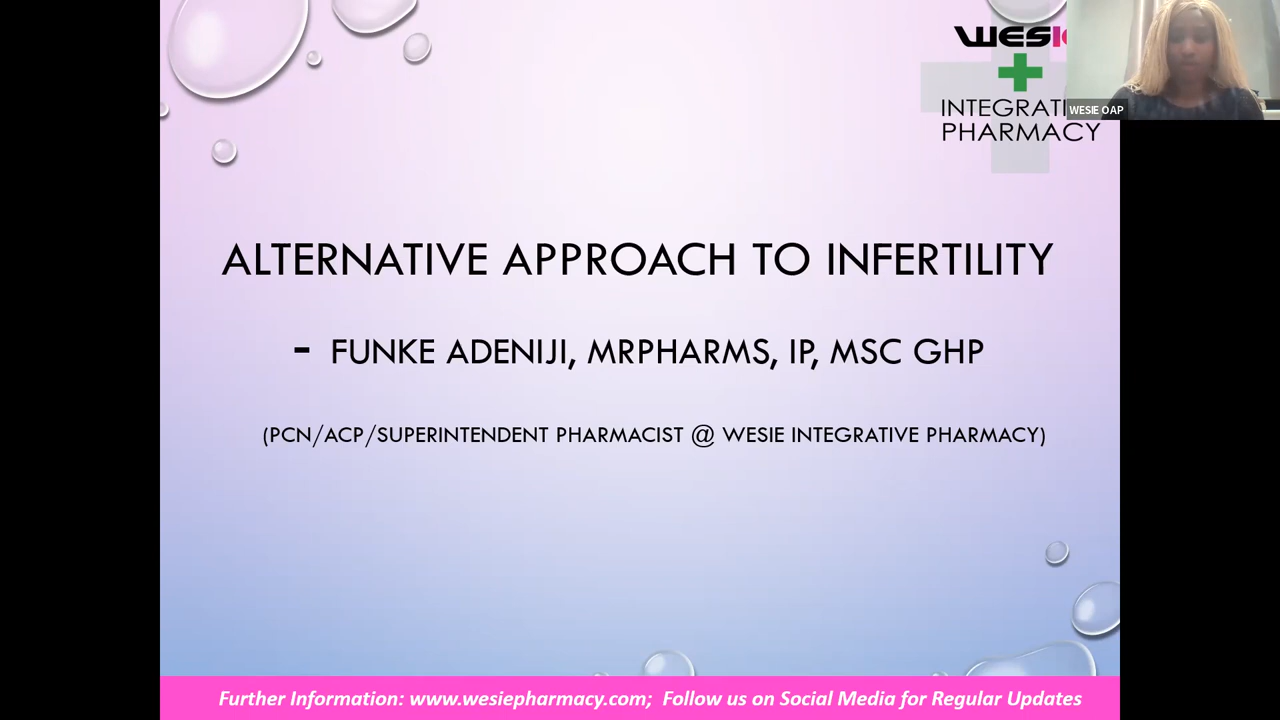 WESI
INTEGRATI
PHARMACY
WESIE OAP
ALTERNATIVE APPROACH TO INFERTILITY
- FUNKE ADENIJI, MRPHARMS, IP, MSC GHP
(PCN/ACP/SUPERINTENDENT PHARMACIST @ WESIE INTEGRATIVE PHARMACY)
Further Information: www.wesiepharmacy.com; Follow us on Social Media for Regular Updates